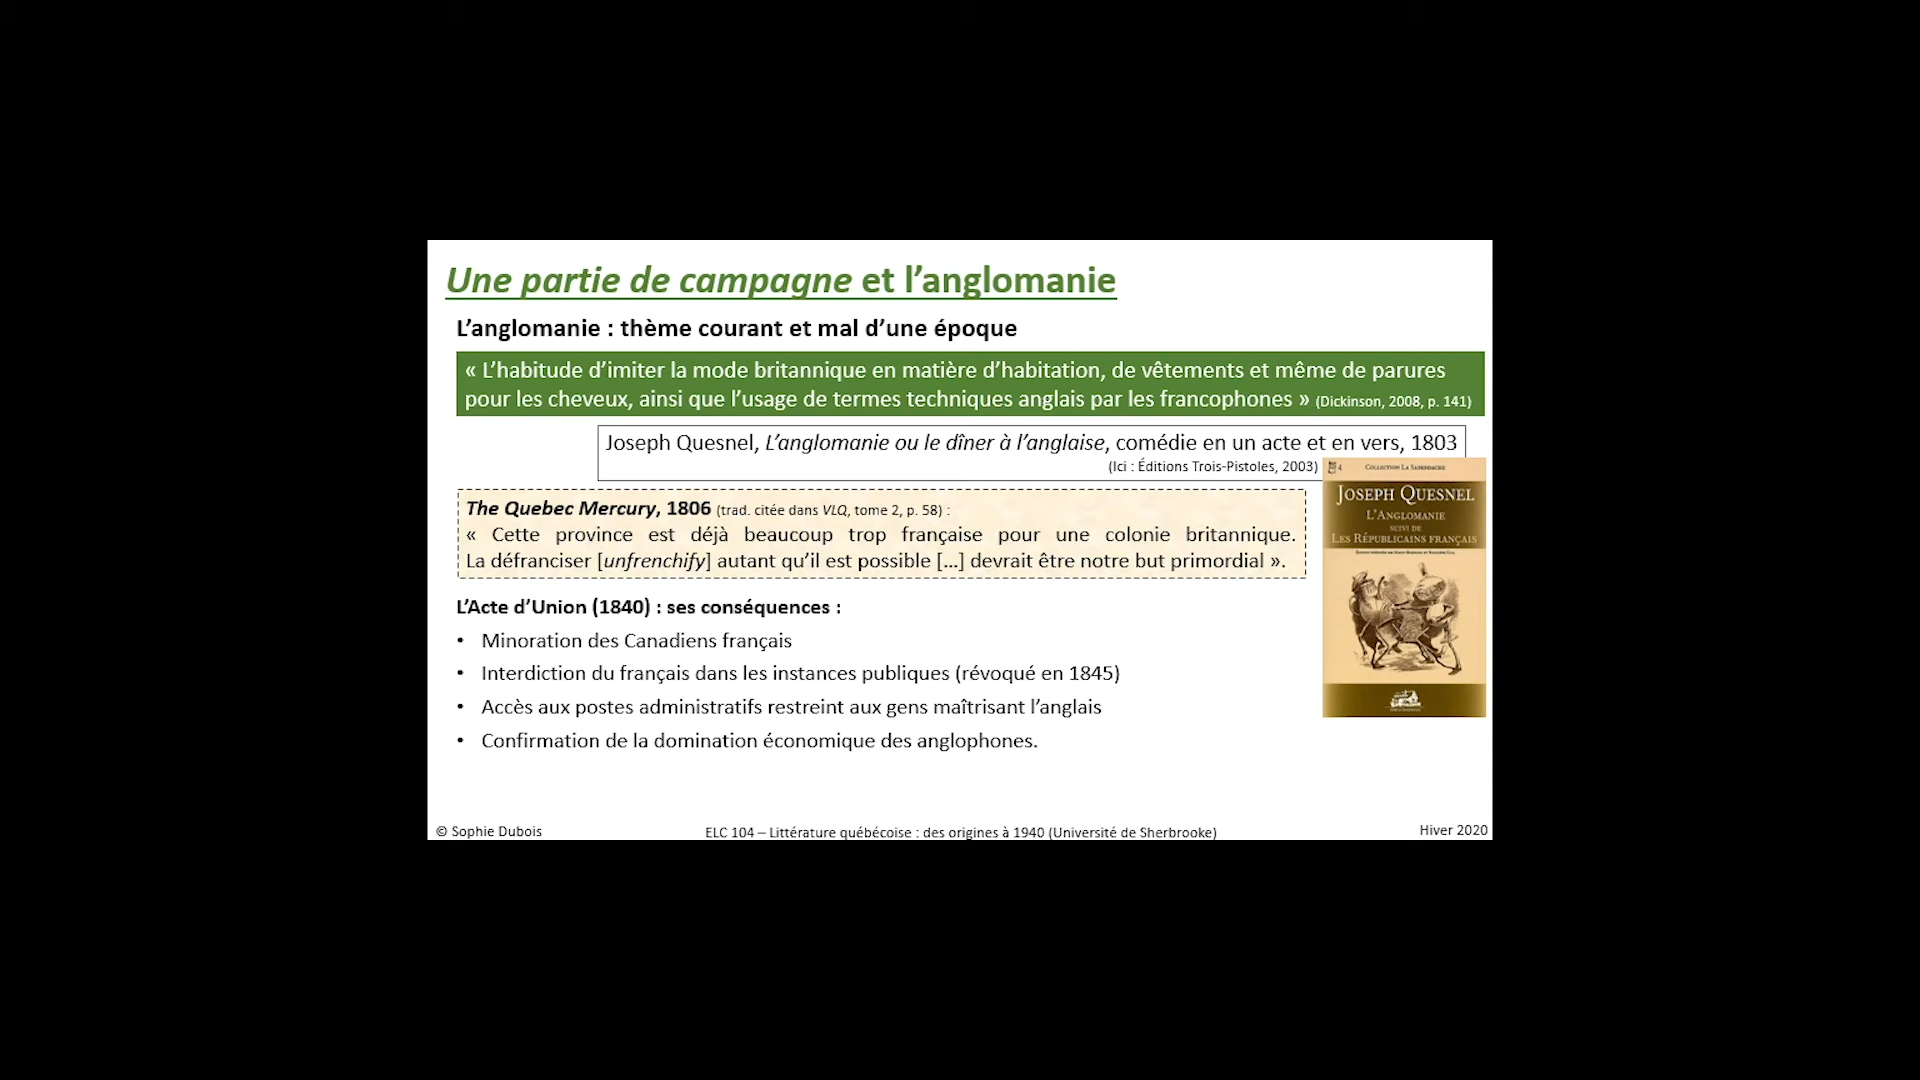 Une partie de campagne et l’anglomanie
L’anglomanie : thème courant et mal d’une époque
« L’habitude d’imiter la mode britannique en matière d’habitation, de vêtements et même de parures
pour les cheveux, ainsi que l’usage de termes techniques anglais par les francophones » (Dickinson, 2008, p. 141)
Joseph Quesnel, L’anglomanie ou le dîner à l’anglaise, comédie en un acte et en vers, 1803
(Ici : Éditions Trois-Pistoles, 2003)
The Quebec Mercury, 1806 (trad. citée dans VLQ, tome 2, p. 58) :
« Cette province est déjà beaucoup trop française pour une colonie britannique.
La défranciser [unfrenchify] autant qu’il est possible [...] devrait être notre but primordial ».
4
Collection La Saberdache
Joseph Quesnel
L’Anglomanie
suivi de
Les Républicains français
L’Acte d’Union (1840) : ses conséquences :
• Minoration des Canadiens français
• Interdiction du français dans les instances publiques (révoqué en 1845)
• Accès aux postes administratifs restreint aux gens maîtrisant l’anglais
• Confirmation de la domination économique des anglophones.
© Sophie Dubois
ELC 104 – Littérature québécoise : des origines à 1940 (Université de Sherbrooke)
Hiver 2020